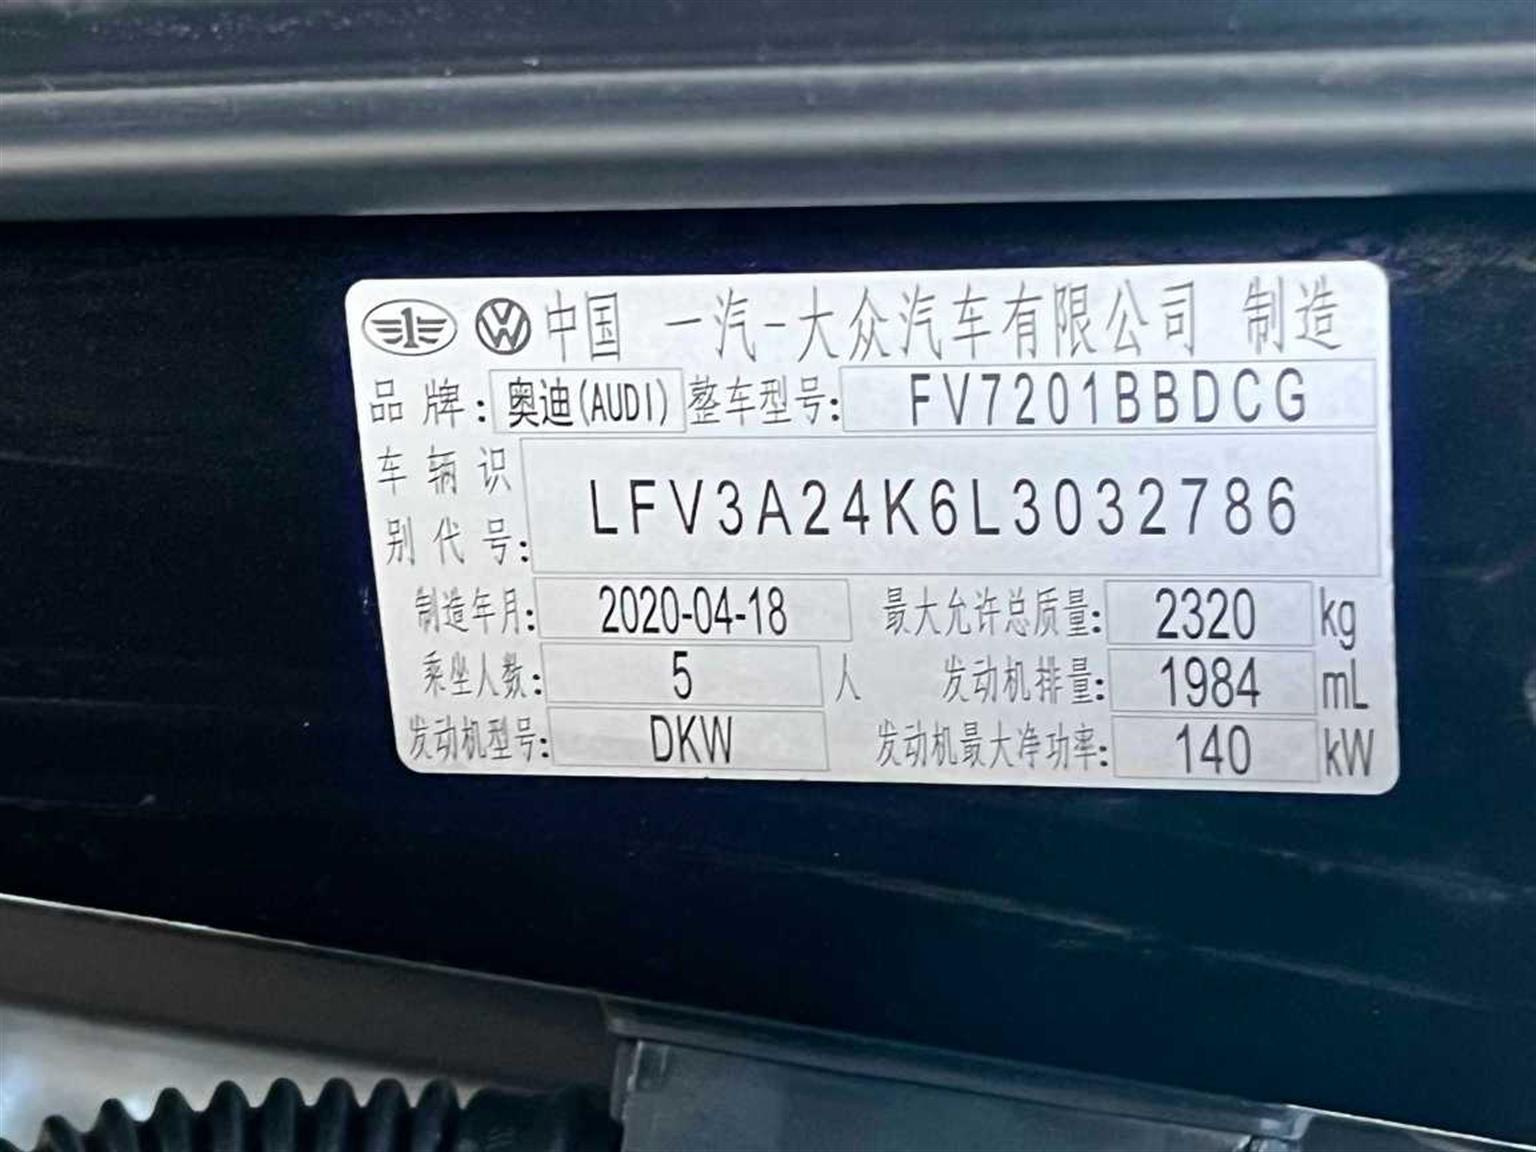 中国 一汽-大众汽车有限公司 制造
品牌: 奥迪(AUDI) 整车型号: FV7201BBDCG
车辆识别代号: LFV3A24K6L3032786
制造年月: 2020-04-18 最大允许总质量: 2320 kg
乘坐人数: 5 人 发动机排量: 1984 mL
发动机型号: DKW 发动机最大净功率: 140 kW